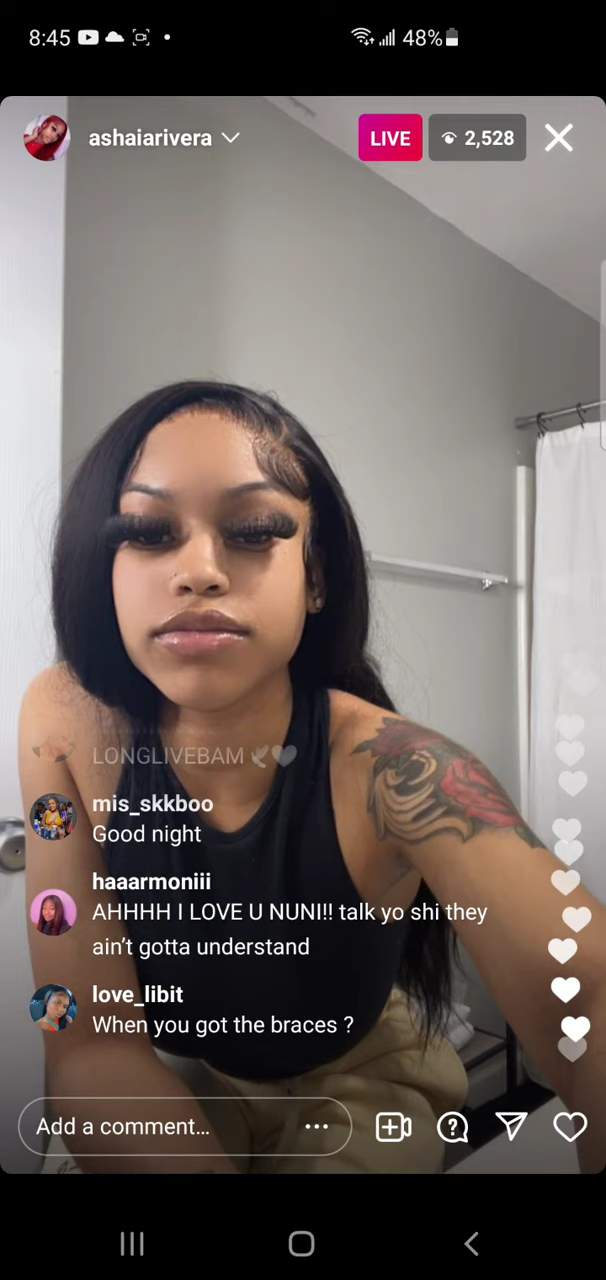 8:45
48%
ashaiarivera
LIVE
2,528
LONGLIVEBAM 🕊🖤
mis_skkboo
Good night
haaarmoniii
AHHHH I LOVE U NUNI!! talk yo shi they
ain't gotta understand
love_libit
When you got the braces ?
Add a comment...